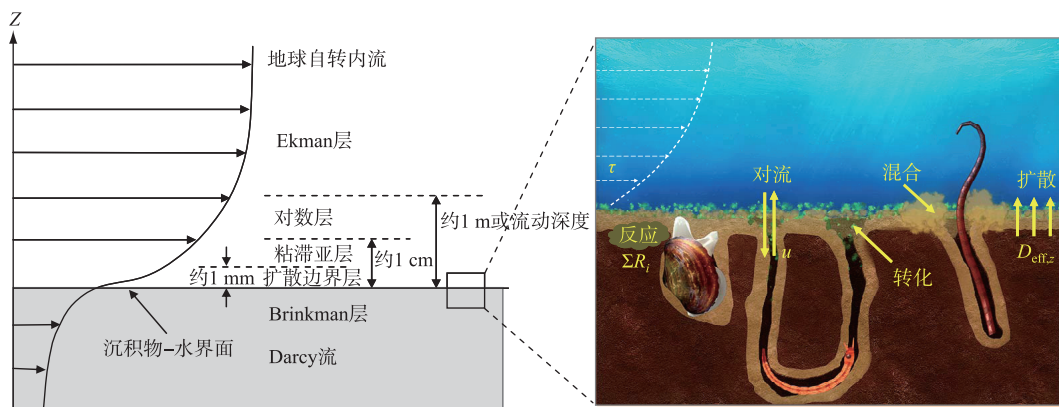 Z
地球自转内流
Ekman层
对数层
约1 m或流动深度
粘滞亚层
约1 cm
约1 mm
扩散边界层
Brinkman层
沉积物-水界面
Darcy流
τ
对流
混合
扩散
反应
ΣRi
u
转化
Deff,z